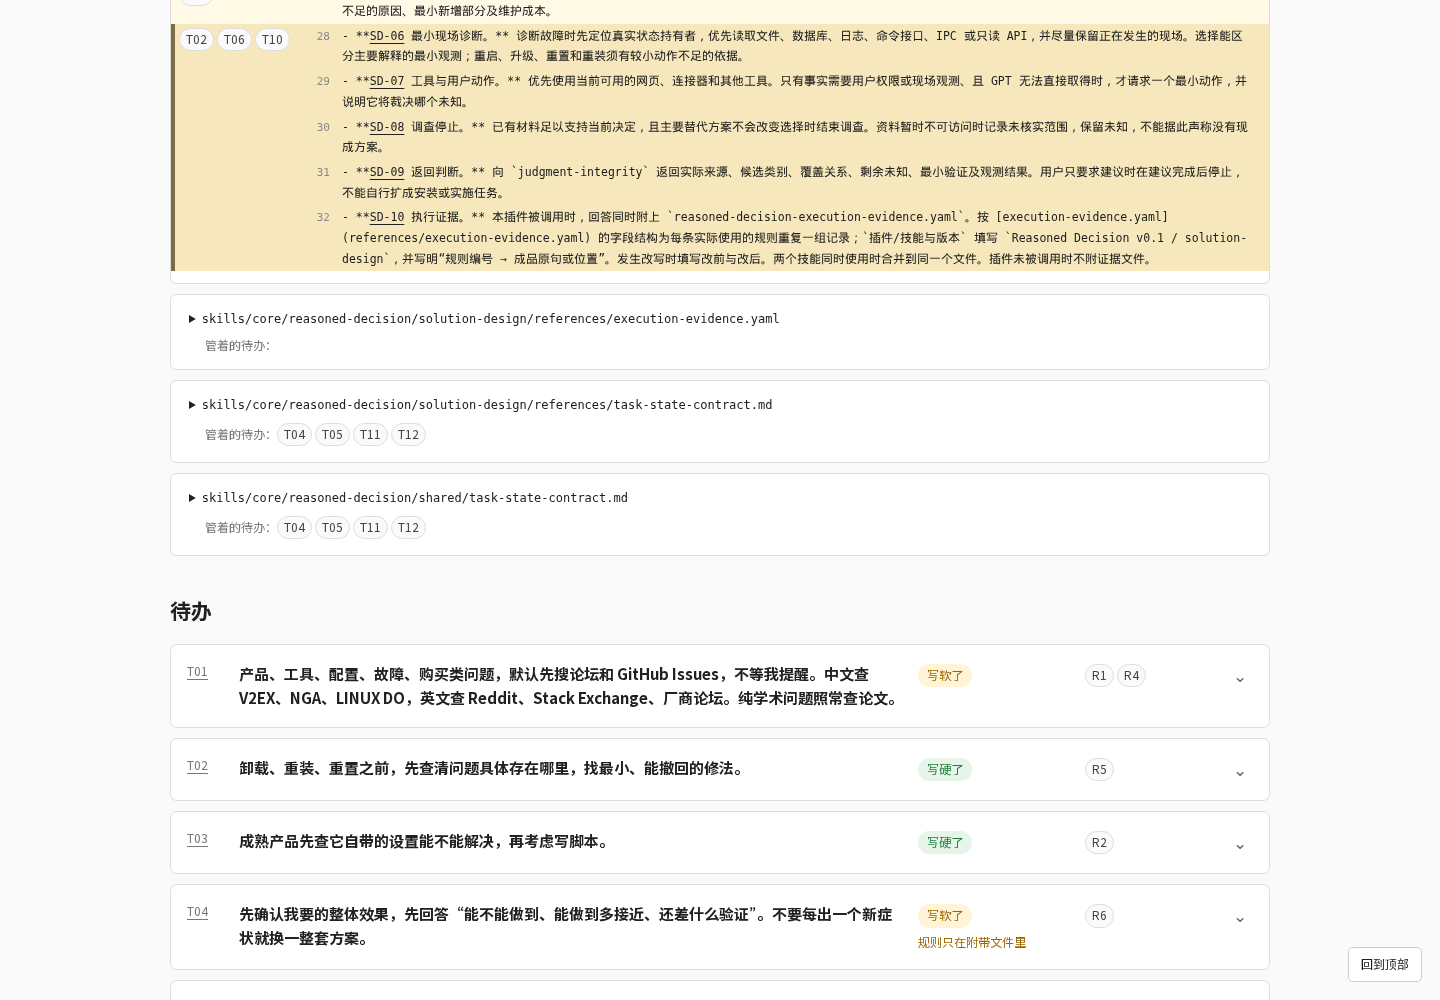 不足的原因、最小新增部分及维护成本。
T02 T06 T10 28 - **SD-06 最小现场诊断。** 诊断故障时先定位真实状态持有者，优先读取文件、数据库、日志、命令接口、IPC 或只读 API，并尽量保留正在发生的现场。选择能区
分主要解释的最小观测；重启、升级、重置和重装须有较小动作不足的依据。
29 - **SD-07 工具与用户动作。** 优先使用当前可用的网页、连接器和其他工具。只有事实需要用户权限或现场观测、且 GPT 无法直接取得时，才请求一个最小动作，并
说明它将裁决哪个未知。
30 - **SD-08 调查停止。** 已有材料足以支持当前决定，且主要替代方案不会改变选择时结束调查。资料暂时不可访问时记录未核实范围，保留未知，不能据此声称没有现
成方案。
31 - **SD-09 返回判断。** 向 `judgment-integrity` 返回实际来源、候选类别、覆盖关系、剩余未知、最小验证及观测结果。用户只要求建议时在建议完成后停止，
不能自行扩成安装或实施任务。
32 - **SD-10 执行证据。** 本插件被调用时，回答同时附上 `reasoned-decision-execution-evidence.yaml`。按 [execution-evidence.yaml]
(references/execution-evidence.yaml) 的字段结构为每条实际使用的规则重复一组记录；`插件/技能与版本` 填写 `Reasoned Decision v0.1 / solution-
design`，并写明“规则编号 → 成品原句或位置”。发生改写时填写改前与改后。两个技能同时使用时合并到同一个文件。插件未被调用时不附证据文件。
▶ skills/core/reasoned-decision/solution-design/references/execution-evidence.yaml
管着的待办：
▶ skills/core/reasoned-decision/solution-design/references/task-state-contract.md
管着的待办： T04 T05 T11 T12
▶ skills/core/reasoned-decision/shared/task-state-contract.md
管着的待办： T04 T05 T11 T12
待办
T01 产品、工具、配置、故障、购买类问题，默认先搜论坛和 GitHub Issues，不等我提醒。中文查 写软了 R1 R4
V2EX、NGA、LINUX DO，英文查 Reddit、Stack Exchange、厂商论坛。纯学术问题照常查论文。
T02 卸载、重装、重置之前，先查清问题具体存在哪里，找最小、能撤回的修法。 写硬了 R5
T03 成熟产品先查它自带的设置能不能解决，再考虑写脚本。 写硬了 R2
T04 先确认我要的整体效果，先回答“能不能做到、能做到多接近、还差什么验证”。不要每出一个新症 写软了 R6
状就换一整套方案。 规则只在附带文件里
回到顶部